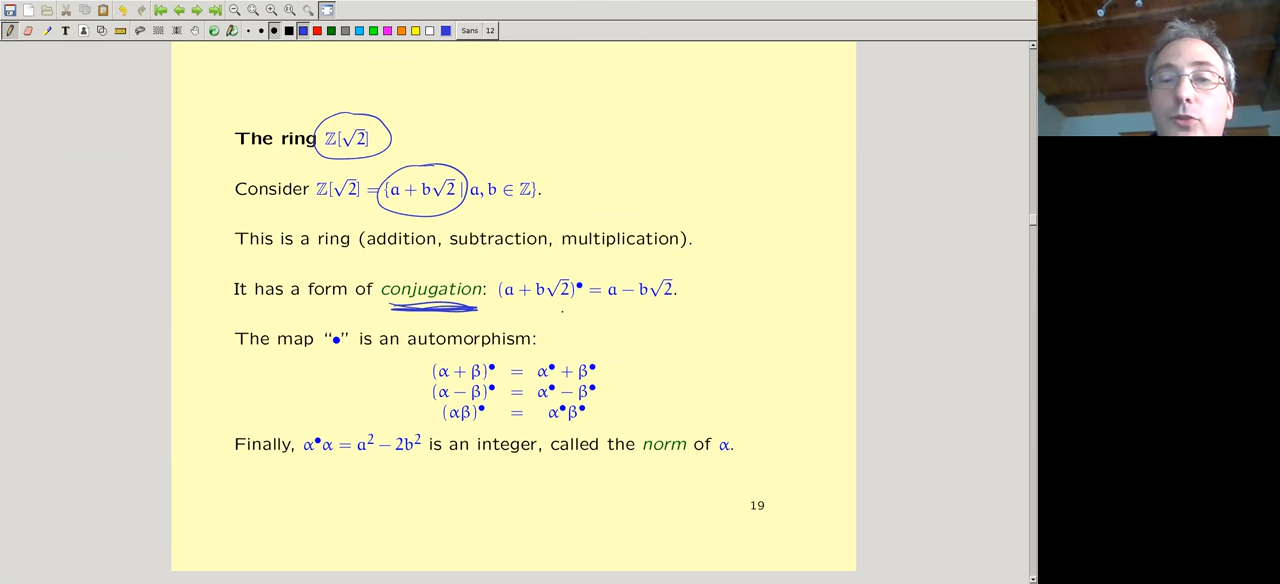 T Sans 12
The ring ℤ[√2]
Consider ℤ[√2] = {a + b√2 | a, b ∈ ℤ}.
This is a ring (addition, subtraction, multiplication).
It has a form of conjugation: (a + b√2)• = a − b√2.
The map “•” is an automorphism:
(α + β)• = α• + β•
(α − β)• = α• − β•
(αβ)• = α•β•
Finally, α•α = a² − 2b² is an integer, called the norm of α.
19